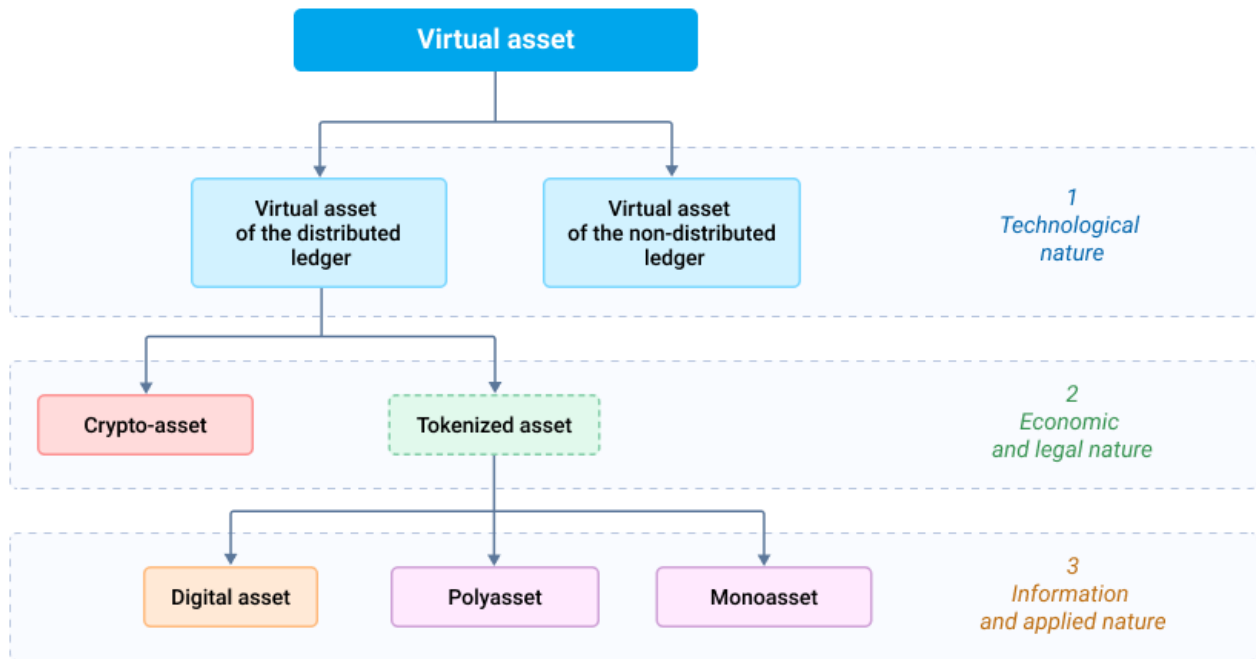 Virtual asset
Virtual asset
of the distributed
ledger
Virtual asset
of the non-distributed
ledger
1
Technological
nature
Crypto-asset
Tokenized asset
2
Economic
and legal nature
Digital asset
Polyasset
Monoasset
3
Information
and applied nature